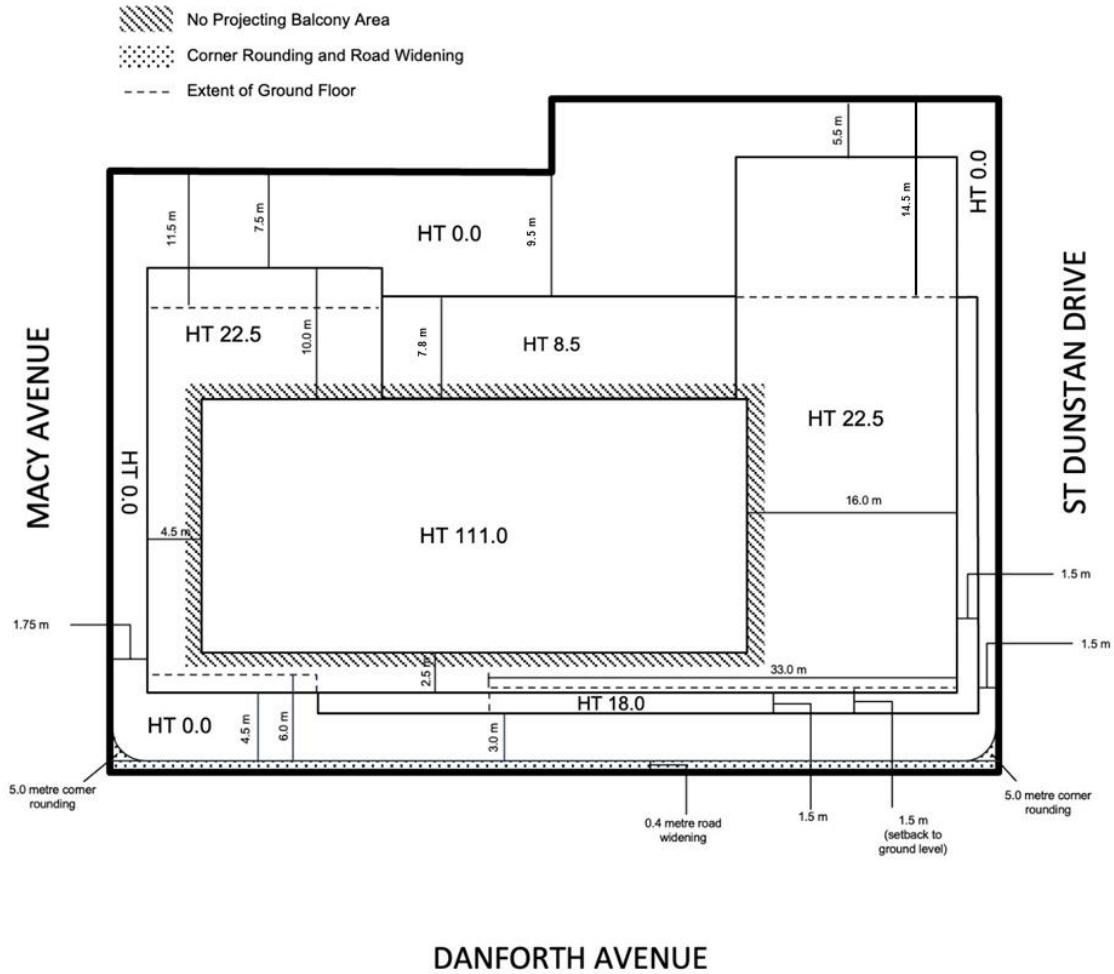 No Projecting Balcony Area
Corner Rounding and Road Widening
Extent of Ground Floor
5.5 m
14.5 m
HT 0.0
11.5 m
7.5 m
HT 0.0
9.5 m
HT 22.5
10.0 m
7.8 m
HT 8.5
HT 22.5
MACY AVENUE
ST DUNSTAN DRIVE
HT 0.0
4.5 m
HT 111.0
16.0 m
1.5 m
1.75 m
1.5 m
2.5 m
33.0 m
HT 18.0
HT 0.0
4.5 m
6.0 m
3.0 m
5.0 metre corner
rounding
0.4 metre road
widening
1.5 m
1.5 m
(setback to
ground level)
5.0 metre corner
rounding
DANFORTH AVENUE